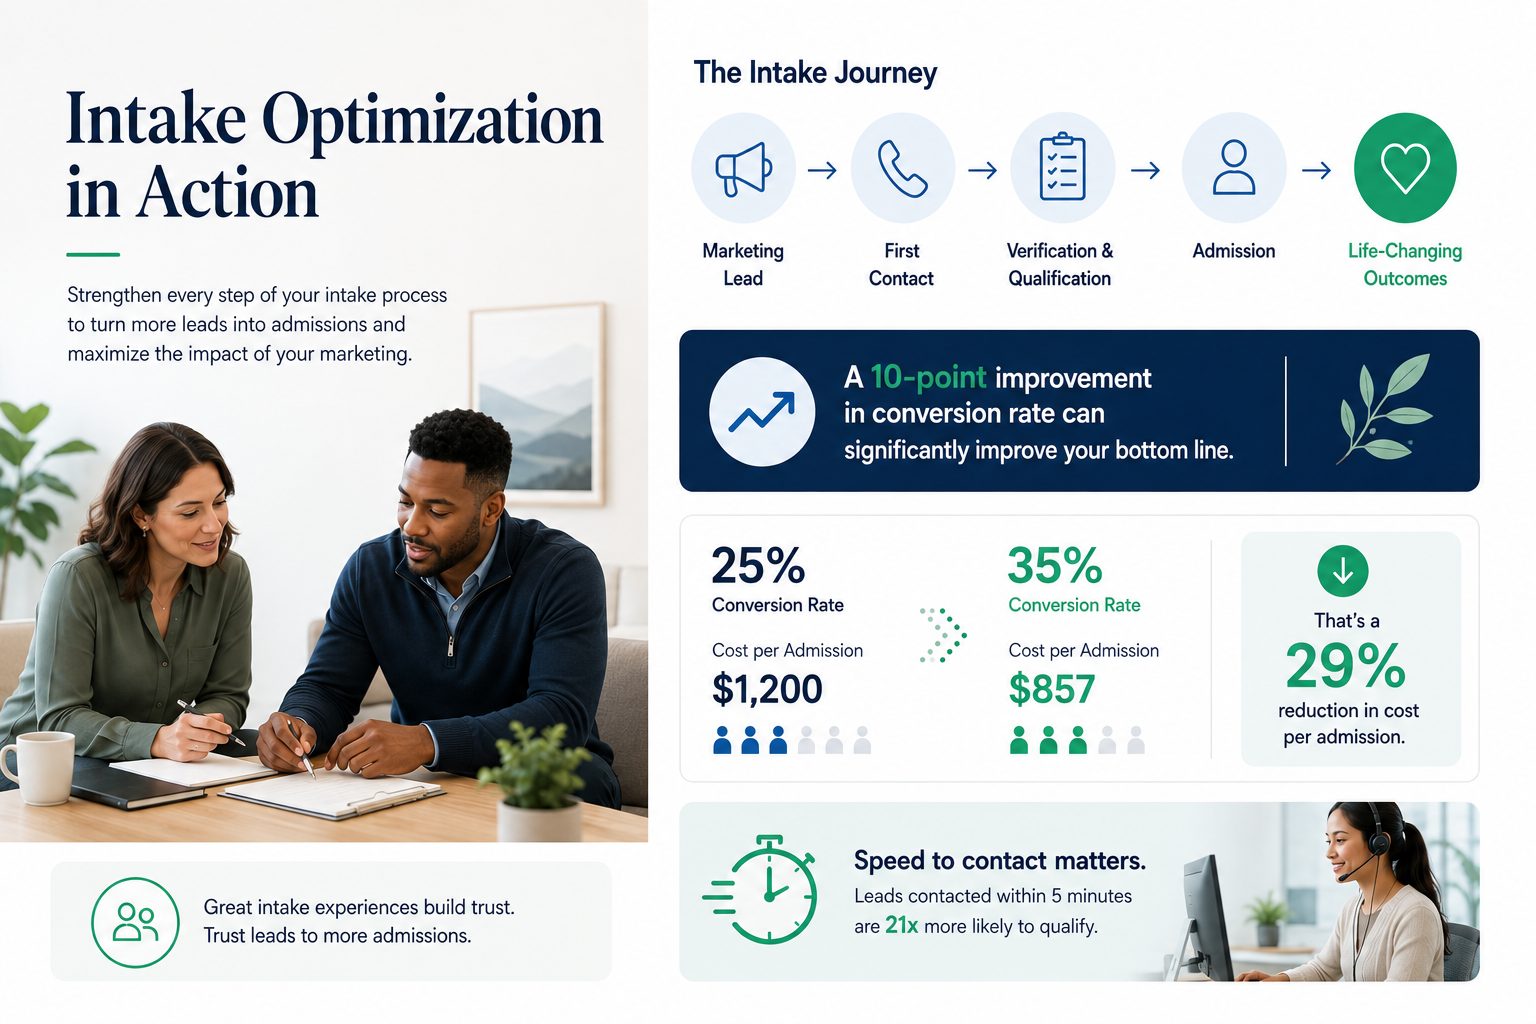 Intake Optimization
in Action
Strengthen every step of your intake process
to turn more leads into admissions and
maximize the impact of your marketing.
Great intake experiences build trust.
Trust leads to more admissions.
The Intake Journey
Marketing
Lead
First
Contact
Verification &
Qualification
Admission
Life-Changing
Outcomes
A 10-point improvement
in conversion rate can
significantly improve your bottom line.
25%
Conversion Rate
Cost per Admission
$1,200
35%
Conversion Rate
Cost per Admission
$857
That's a
29%
reduction in cost
per admission.
Speed to contact matters.
Leads contacted within 5 minutes
are 21x more likely to qualify.